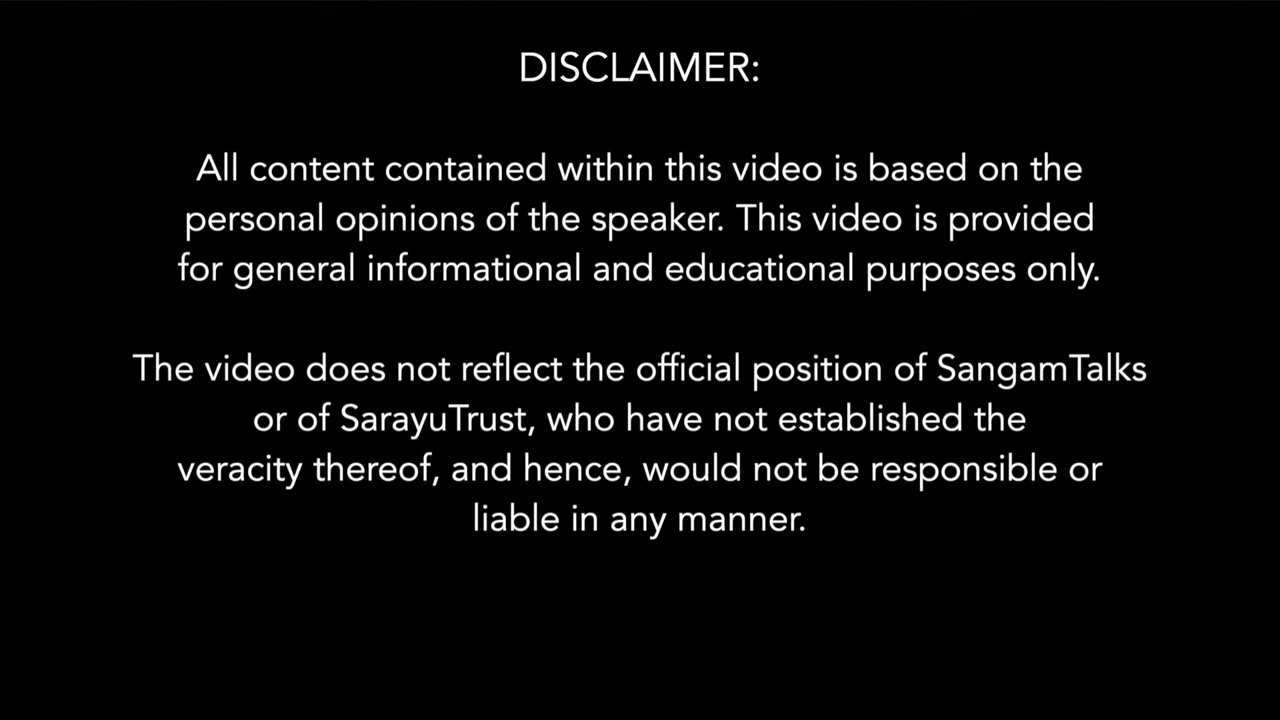 DISCLAIMER:
All content contained within this video is based on the
personal opinions of the speaker. This video is provided
for general informational and educational purposes only.
The video does not reflect the official position of SangamTalks
or of SarayuTrust, who have not established the
veracity thereof, and hence, would not be responsible or
liable in any manner.